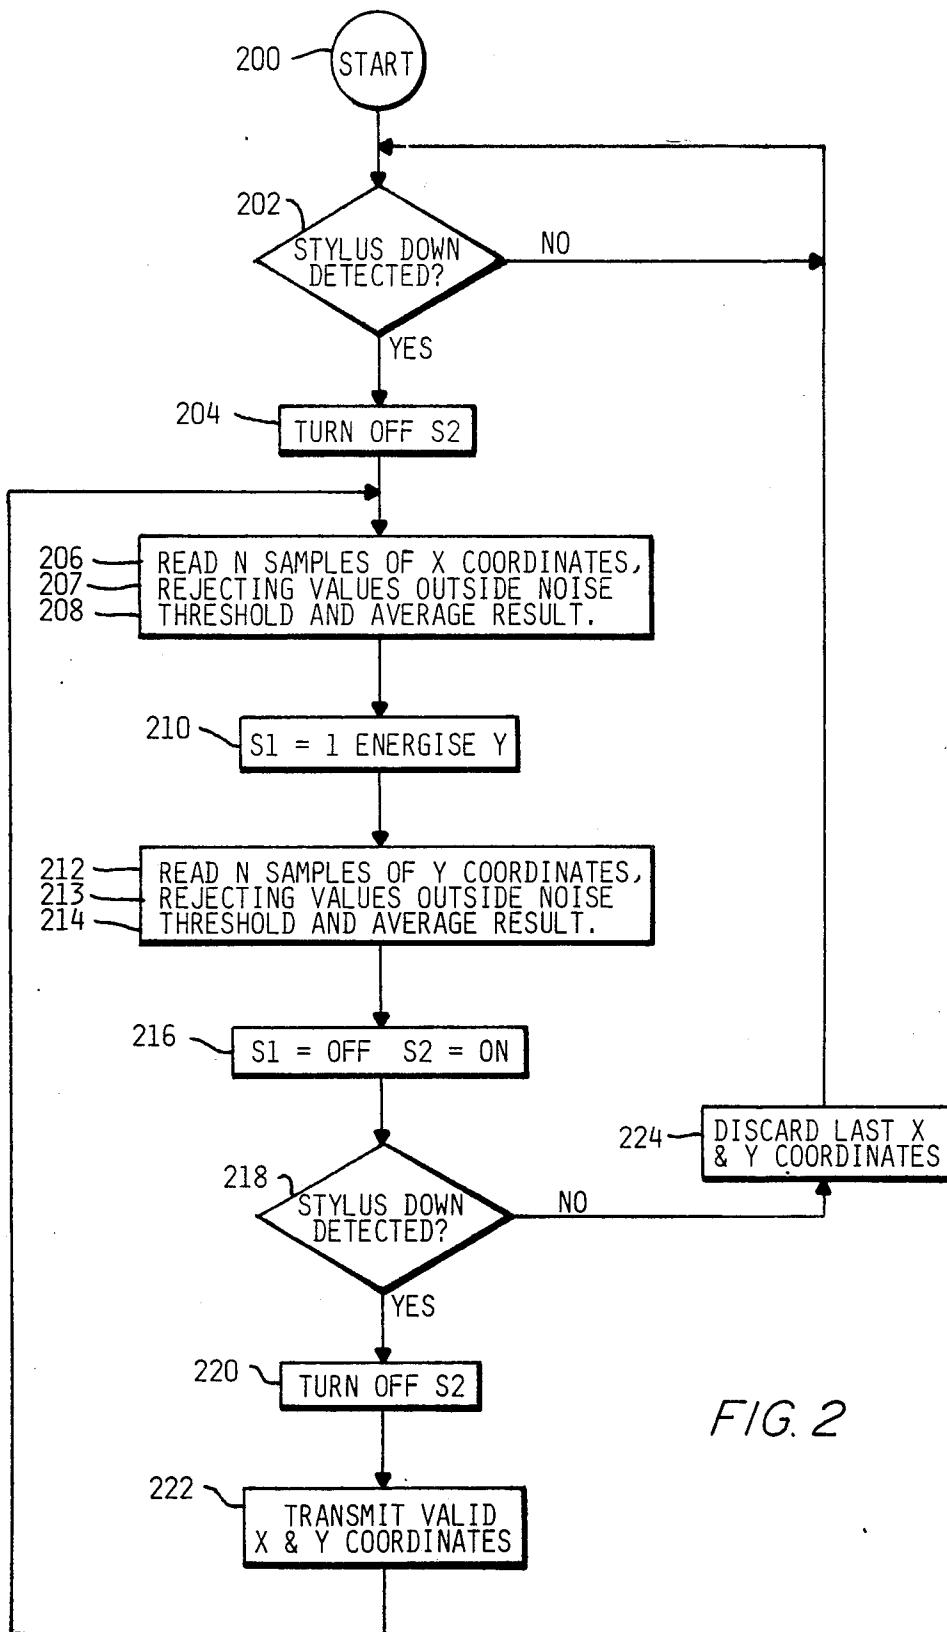 200
START
202
STYLUS DOWN
DETECTED?
NO
YES
204
TURN OFF S2
206
READ N SAMPLES OF X COORDINATES,
207
REJECTING VALUES OUTSIDE NOISE
208
THRESHOLD AND AVERAGE RESULT.
210
S1 = 1 ENERGISE Y
212
READ N SAMPLES OF Y COORDINATES,
213
REJECTING VALUES OUTSIDE NOISE
214
THRESHOLD AND AVERAGE RESULT.
216
S1 = OFF S2 = ON
224
DISCARD LAST X
& Y COORDINATES
218
STYLUS DOWN
DETECTED?
NO
YES
220
TURN OFF S2
FIG. 2
222
TRANSMIT VALID
X & Y COORDINATES